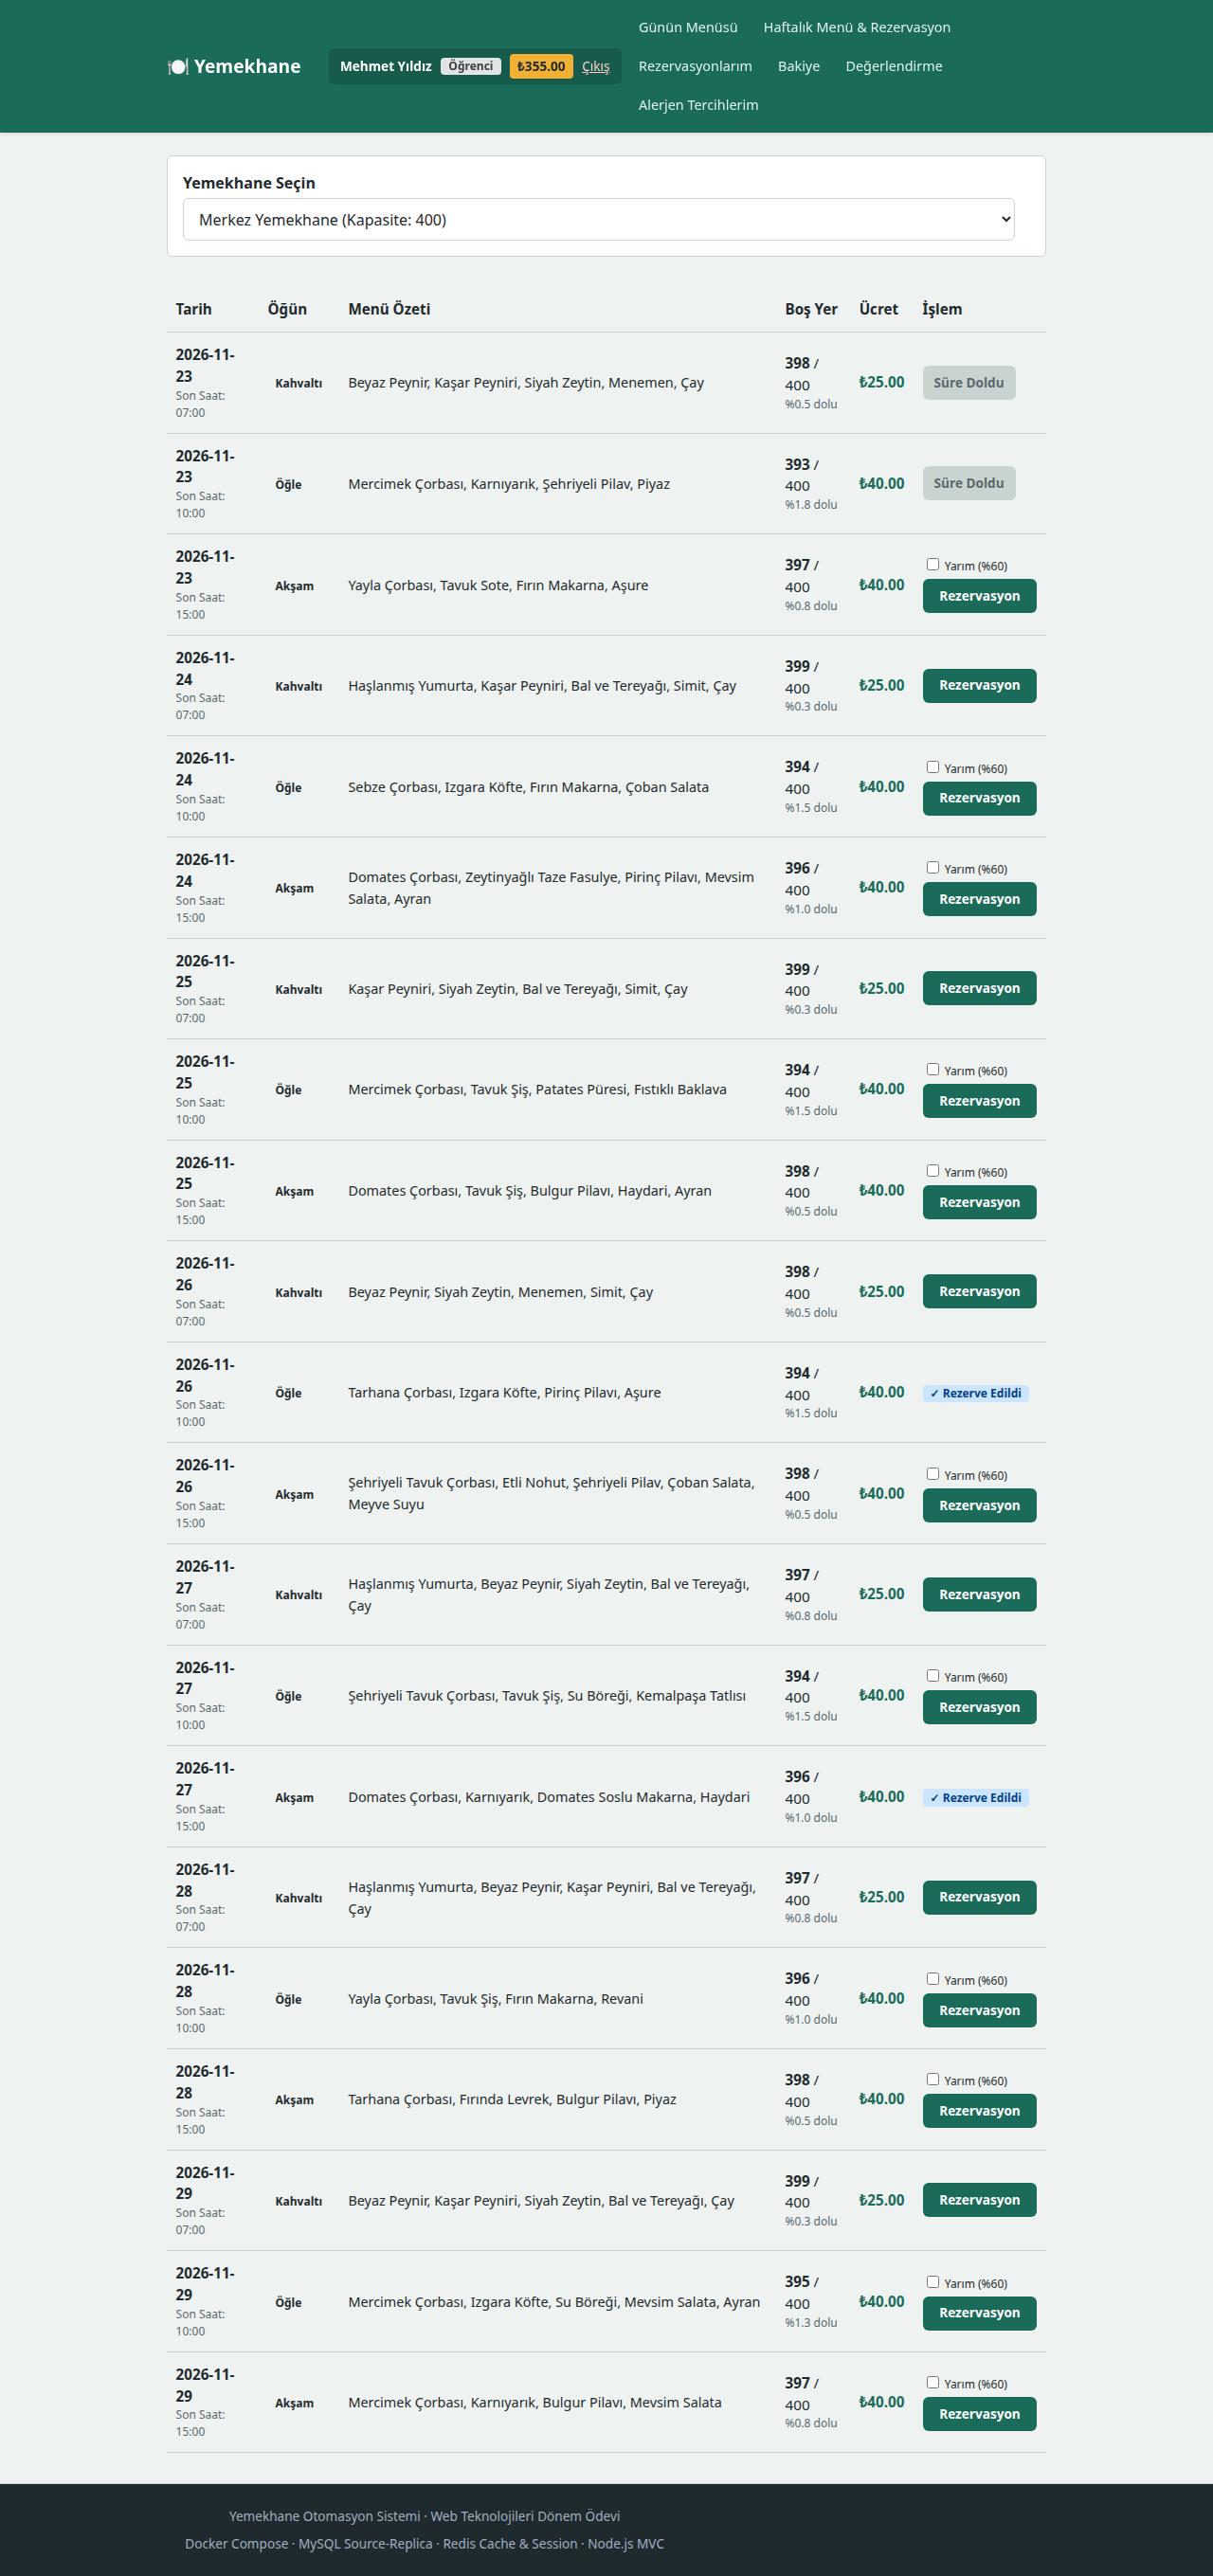 🍽️ Yemekhane
Mehmet Yıldız Öğrenci ₺355.00 Çıkış
Günün Menüsü Haftalık Menü & Rezervasyon
Rezervasyonlarım Bakiye Değerlendirme
Alerjen Tercihlerim
Yemekhane Seçin
Merkez Yemekhane (Kapasite: 400)
Tarih Öğün Menü Özeti Boş Yer Ücret İşlem
2026-11-
23
Son Saat:
07:00
Kahvaltı
Beyaz Peynir, Kaşar Peyniri, Siyah Zeytin, Menemen, Çay
398 /
400
%0.5 dolu
₺25.00
Süre Doldu
2026-11-
23
Son Saat:
10:00
Öğle
Mercimek Çorbası, Karnıyarık, Şehriyeli Pilav, Piyaz
393 /
400
%1.8 dolu
₺40.00
Süre Doldu
2026-11-
23
Son Saat:
15:00
Akşam
Yayla Çorbası, Tavuk Sote, Fırın Makarna, Aşure
397 /
400
%0.8 dolu
₺40.00
Yarım (%60)
Rezervasyon
2026-11-
24
Son Saat:
07:00
Kahvaltı
Haşlanmış Yumurta, Kaşar Peyniri, Bal ve Tereyağı, Simit, Çay
399 /
400
%0.3 dolu
₺25.00
Rezervasyon
2026-11-
24
Son Saat:
10:00
Öğle
Sebze Çorbası, Izgara Köfte, Fırın Makarna, Çoban Salata
394 /
400
%1.5 dolu
₺40.00
Yarım (%60)
Rezervasyon
2026-11-
24
Son Saat:
15:00
Akşam
Domates Çorbası, Zeytinyağlı Taze Fasulye, Pirinç Pilavı, Mevsim
Salata, Ayran
396 /
400
%1.0 dolu
₺40.00
Yarım (%60)
Rezervasyon
2026-11-
25
Son Saat:
07:00
Kahvaltı
Kaşar Peyniri, Siyah Zeytin, Bal ve Tereyağı, Simit, Çay
399 /
400
%0.3 dolu
₺25.00
Rezervasyon
2026-11-
25
Son Saat:
10:00
Öğle
Mercimek Çorbası, Tavuk Şiş, Patates Püresi, Fıstıklı Baklava
394 /
400
%1.5 dolu
₺40.00
Yarım (%60)
Rezervasyon
2026-11-
25
Son Saat:
15:00
Akşam
Domates Çorbası, Tavuk Şiş, Bulgur Pilavı, Haydari, Ayran
398 /
400
%0.5 dolu
₺40.00
Yarım (%60)
Rezervasyon
2026-11-
26
Son Saat:
07:00
Kahvaltı
Beyaz Peynir, Siyah Zeytin, Menemen, Simit, Çay
398 /
400
%0.5 dolu
₺25.00
Rezervasyon
2026-11-
26
Son Saat:
10:00
Öğle
Tarhana Çorbası, Izgara Köfte, Pirinç Pilavı, Aşure
394 /
400
%1.5 dolu
₺40.00
✓ Rezerve Edildi
2026-11-
26
Son Saat:
15:00
Akşam
Şehriyeli Tavuk Çorbası, Etli Nohut, Şehriyeli Pilav, Çoban Salata,
Meyve Suyu
398 /
400
%0.5 dolu
₺40.00
Yarım (%60)
Rezervasyon
2026-11-
27
Son Saat:
07:00
Kahvaltı
Haşlanmış Yumurta, Beyaz Peynir, Siyah Zeytin, Bal ve Tereyağı,
Çay
397 /
400
%0.8 dolu
₺25.00
Rezervasyon
2026-11-
27
Son Saat:
10:00
Öğle
Şehriyeli Tavuk Çorbası, Tavuk Şiş, Su Böreği, Kemalpaşa Tatlısı
394 /
400
%1.5 dolu
₺40.00
Yarım (%60)
Rezervasyon
2026-11-
27
Son Saat:
15:00
Akşam
Domates Çorbası, Karnıyarık, Domates Soslu Makarna, Haydari
396 /
400
%1.0 dolu
₺40.00
✓ Rezerve Edildi
2026-11-
28
Son Saat:
07:00
Kahvaltı
Haşlanmış Yumurta, Beyaz Peynir, Kaşar Peyniri, Bal ve Tereyağı,
Çay
397 /
400
%0.8 dolu
₺25.00
Rezervasyon
2026-11-
28
Son Saat:
10:00
Öğle
Yayla Çorbası, Tavuk Şiş, Fırın Makarna, Revani
396 /
400
%1.0 dolu
₺40.00
Yarım (%60)
Rezervasyon
2026-11-
28
Son Saat:
15:00
Akşam
Tarhana Çorbası, Fırında Levrek, Bulgur Pilavı, Piyaz
398 /
400
%0.5 dolu
₺40.00
Yarım (%60)
Rezervasyon
2026-11-
29
Son Saat:
07:00
Kahvaltı
Beyaz Peynir, Kaşar Peyniri, Siyah Zeytin, Bal ve Tereyağı, Çay
399 /
400
%0.3 dolu
₺25.00
Rezervasyon
2026-11-
29
Son Saat:
10:00
Öğle
Mercimek Çorbası, Izgara Köfte, Su Böreği, Mevsim Salata, Ayran
395 /
400
%1.3 dolu
₺40.00
Yarım (%60)
Rezervasyon
2026-11-
29
Son Saat:
15:00
Akşam
Mercimek Çorbası, Karnıyarık, Bulgur Pilavı, Mevsim Salata
397 /
400
%0.8 dolu
₺40.00
Yarım (%60)
Rezervasyon
Yemekhane Otomasyon Sistemi · Web Teknolojileri Dönem Ödevi
Docker Compose · MySQL Source-Replica · Redis Cache & Session · Node.js MVC